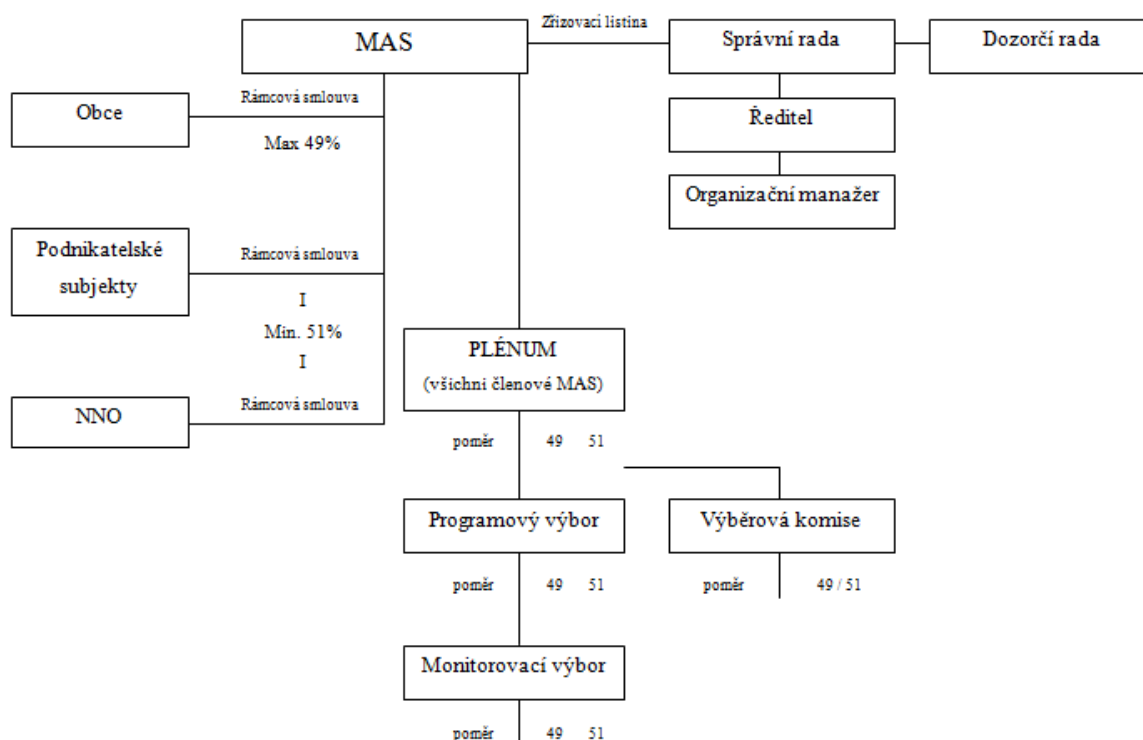 MAS
Zřizovací listina
Správní rada
Dozorčí rada
Obce
Rámcová smlouva
Max 49%
Ředitel
Organizační manažer
Podnikatelské
subjekty
Rámcová smlouva
I
Min. 51%
I
NNO
Rámcová smlouva
PLÉNUM
(všichni členové MAS)
poměr 49 51
Programový výbor
Výběrová komise
poměr 49 51
poměr 49 / 51
Monitorovací výbor
poměr 49 51